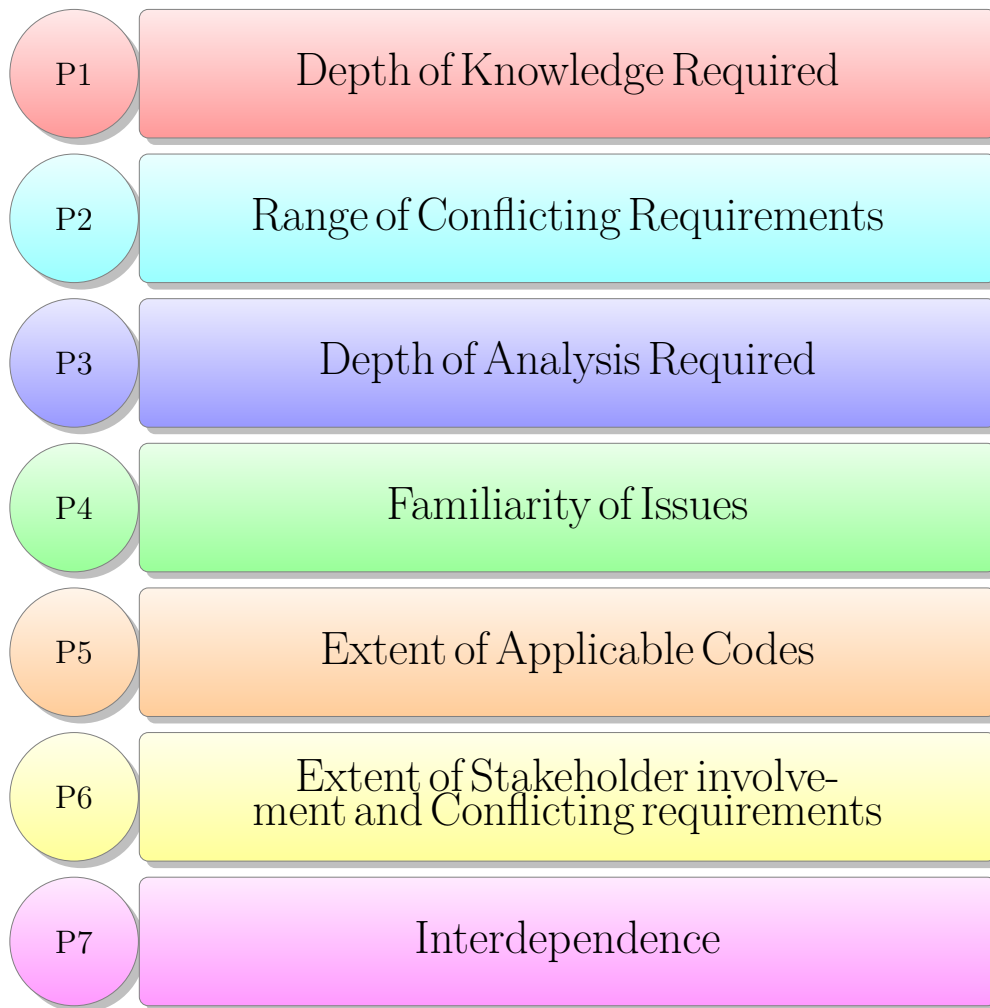 P1
Depth of Knowledge Required
P2
Range of Conflicting Requirements
P3
Depth of Analysis Required
P4
Familiarity of Issues
P5
Extent of Applicable Codes
P6
Extent of Stakeholder involve-
ment and Conflicting requirements
P7
Interdependence